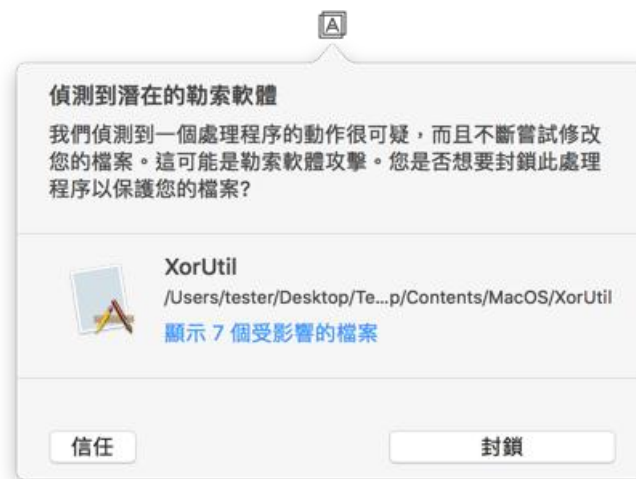 偵測到潛在的勒索軟體
我們偵測到一個處理程序的動作很可疑，而且不斷嘗試修改
您的檔案。這可能是勒索軟體攻擊。您是否想要封鎖此處理
程序以保護您的檔案?
XorUtil
/Users/tester/Desktop/Te...p/Contents/MacOS/XorUtil
顯示 7 個受影響的檔案
信任
封鎖